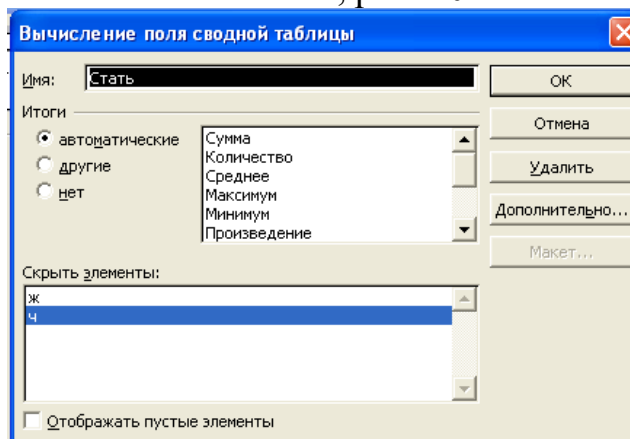 Вычисление поля сводной таблицы
Имя: Стать
ОК
Итоги
Отмена
автоматические
другие
нет
Сумма
Количество
Среднее
Максимум
Минимум
Произведение
Удалить
Дополнительно...
Макет...
Скрыть элементы:
ж
ч
Отображать пустые элементы